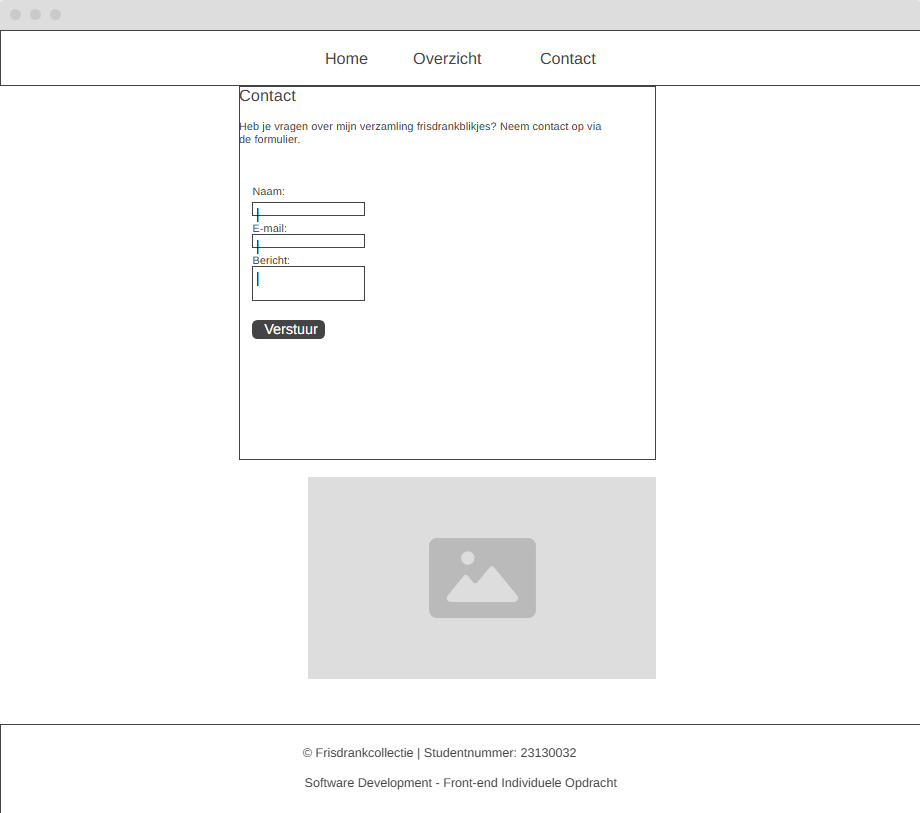 Home Overzicht Contact
Contact
Heb je vragen over mijn verzamling frisdrankblikjes? Neem contact op via
de formulier.
Naam:
E-mail:
Bericht:
Verstuur
© Frisdrankcollectie | Studentnummer: 23130032
Software Development - Front-end Individuele Opdracht